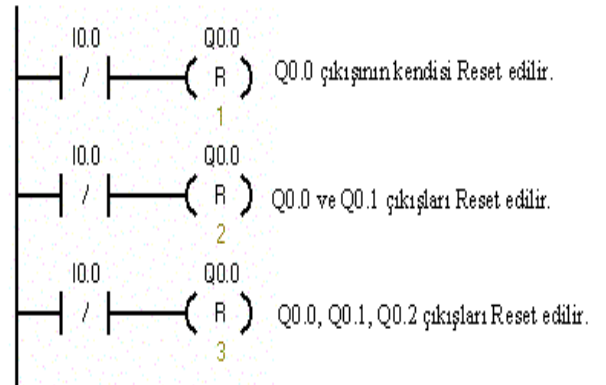 I0.0 Q0.0
/ R Q0.0 çıkışının kendisi Reset edilir.
1
I0.0 Q0.0
/ R Q0.0 ve Q0.1 çıkışları Reset edilir.
2
I0.0 Q0.0
/ R Q0.0, Q0.1, Q0.2 çıkışları Reset edilir.
3